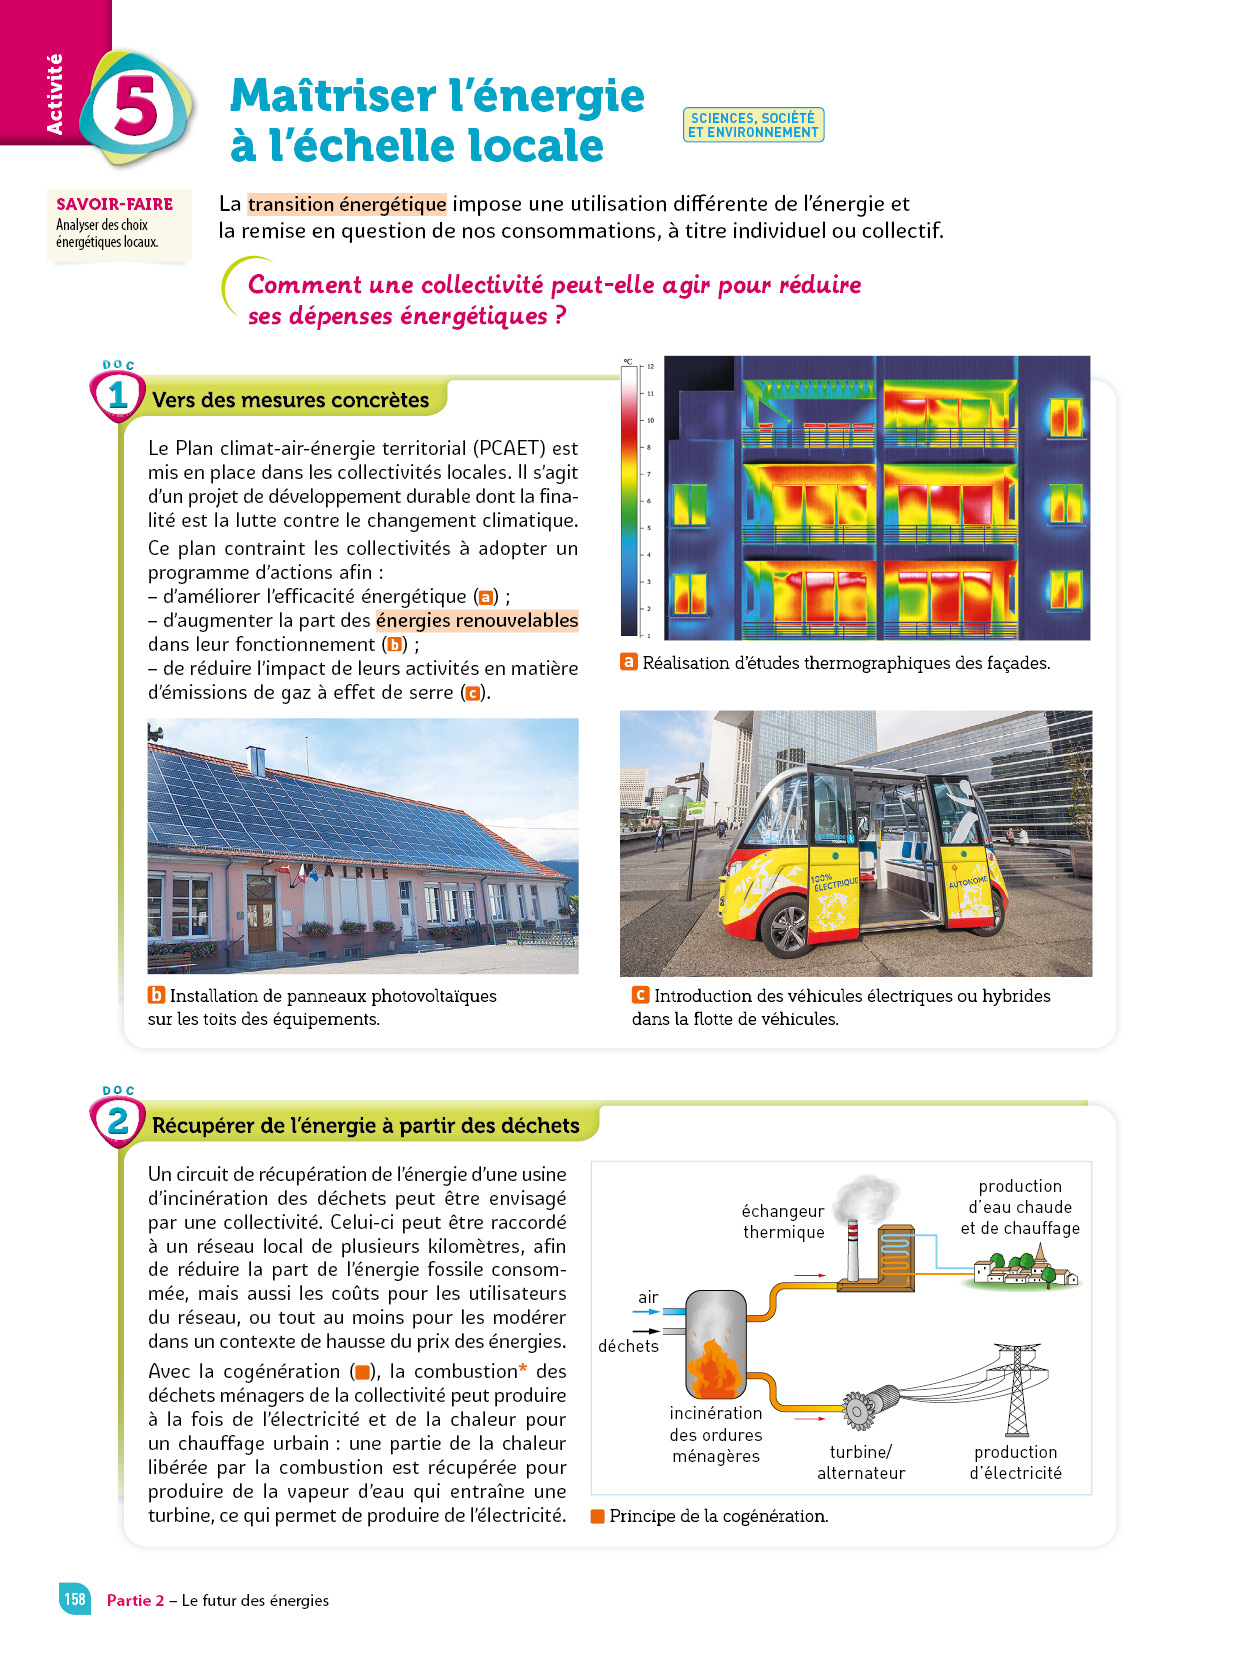 Activité
5
Maîtriser l'énergie
à l'échelle locale
SCIENCES, SOCIÉTÉ
ET ENVIRONNEMENT
SAVOIR-FAIRE
Analyser des choix
énergétiques locaux.
La transition énergétique impose une utilisation différente de l'énergie et
la remise en question de nos consommations, à titre individuel ou collectif.
Comment une collectivité peut-elle agir pour réduire
ses dépenses énergétiques ?
DOC
1
Vers des mesures concrètes
Le Plan climat-air-énergie territorial (PCAET) est
mis en place dans les collectivités locales. Il s'agit
d'un projet de développement durable dont la fina-
lité est la lutte contre le changement climatique.
Ce plan contraint les collectivités à adopter un
programme d'actions afin :
– d'améliorer l'efficacité énergétique (a) ;
– d'augmenter la part des énergies renouvelables
dans leur fonctionnement (b) ;
– de réduire l'impact de leurs activités en matière
d'émissions de gaz à effet de serre (c).
°C
12
11
10
8
7
6
5
4
3
2
1
a Réalisation d'études thermographiques des façades.
MAIRIE
b Installation de panneaux photovoltaïques
sur les toits des équipements.
100%
ÉLECTRIQUE
AUTONOME
c Introduction des véhicules électriques ou hybrides
dans la flotte de véhicules.
DOC
2
Récupérer de l'énergie à partir des déchets
Un circuit de récupération de l'énergie d'une usine
d'incinération des déchets peut être envisagé
par une collectivité. Celui-ci peut être raccordé
à un réseau local de plusieurs kilomètres, afin
de réduire la part de l'énergie fossile consom-
mée, mais aussi les coûts pour les utilisateurs
du réseau, ou tout au moins pour les modérer
dans un contexte de hausse du prix des énergies.
Avec la cogénération (■), la combustion* des
déchets ménagers de la collectivité peut produire
à la fois de l'électricité et de la chaleur pour
un chauffage urbain : une partie de la chaleur
libérée par la combustion est récupérée pour
produire de la vapeur d'eau qui entraîne une
turbine, ce qui permet de produire de l'électricité.
échangeur
thermique
production
d'eau chaude
et de chauffage
air
déchets
incinération
des ordures
ménagères
turbine/
alternateur
production
d'électricité
■ Principe de la cogénération.
158
Partie 2 – Le futur des énergies